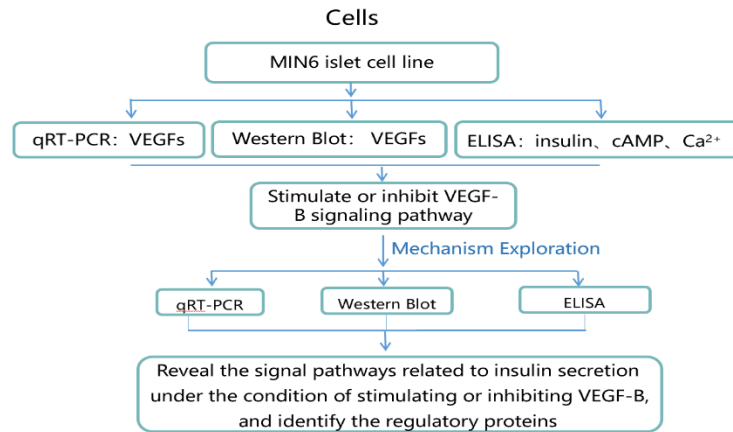 Cells
MIN6 islet cell line
qRT-PCR：VEGFs
Western Blot： VEGFs
ELISA：insulin、cAMP、Ca²⁺
Stimulate or inhibit VEGF-
B signaling pathway
Mechanism Exploration
qRT-PCR
Western Blot
ELISA
Reveal the signal pathways related to insulin secretion
under the condition of stimulating or inhibiting VEGF-B,
and identify the regulatory proteins